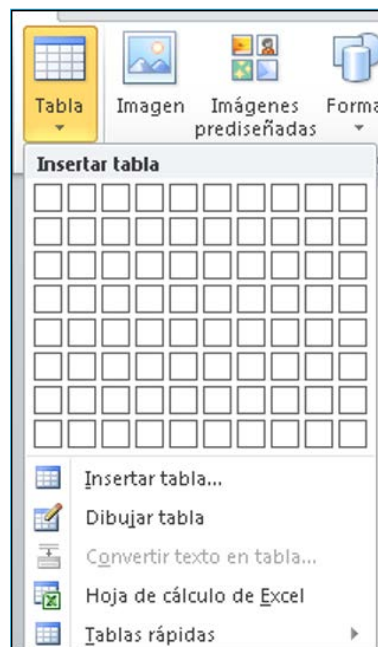 Tabla Imagen Imágenes Forma
prediseñadas
Insertar tabla
Insertar tabla...
Dibujar tabla
Convertir texto en tabla...
Hoja de cálculo de Excel
Tablas rápidas